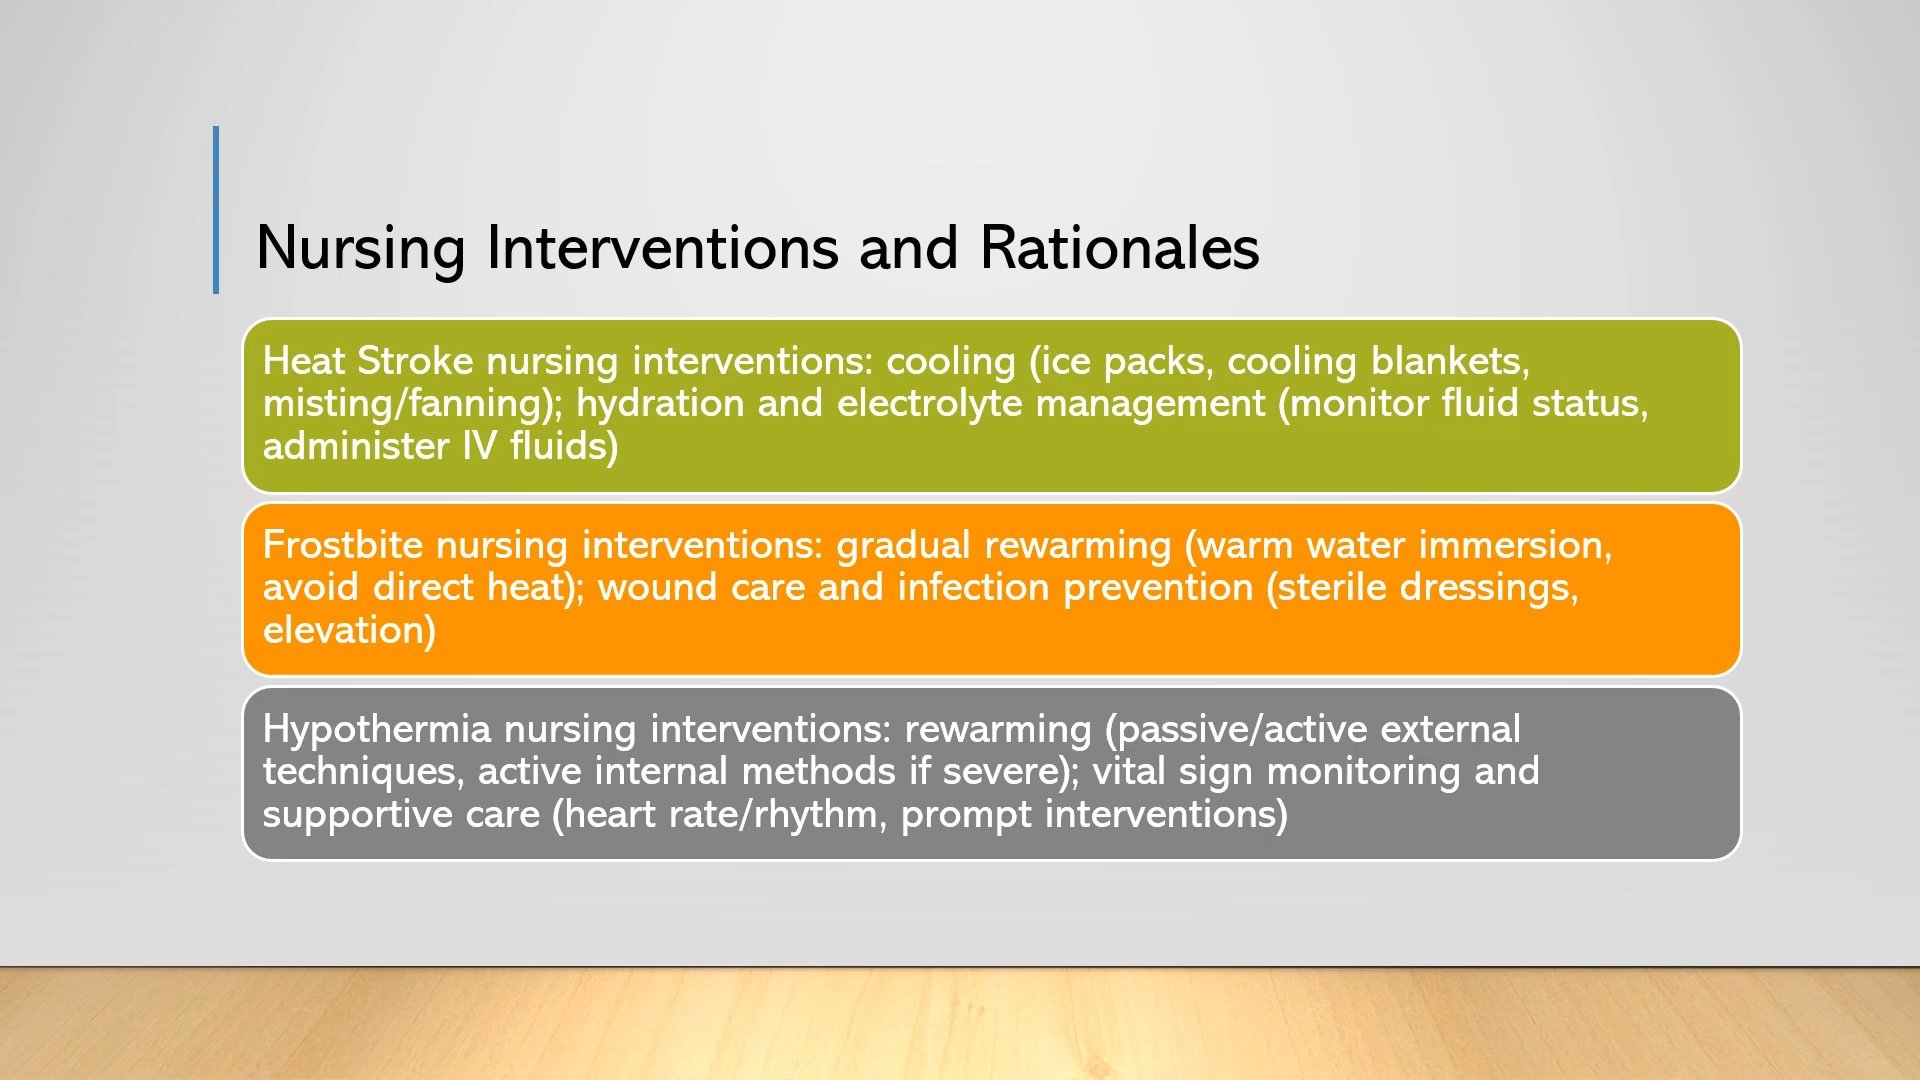 Nursing Interventions and Rationales
Heat Stroke nursing interventions: cooling (ice packs, cooling blankets,
misting/fanning); hydration and electrolyte management (monitor fluid status,
administer IV fluids)
Frostbite nursing interventions: gradual rewarming (warm water immersion,
avoid direct heat); wound care and infection prevention (sterile dressings,
elevation)
Hypothermia nursing interventions: rewarming (passive/active external
techniques, active internal methods if severe); vital sign monitoring and
supportive care (heart rate/rhythm, prompt interventions)